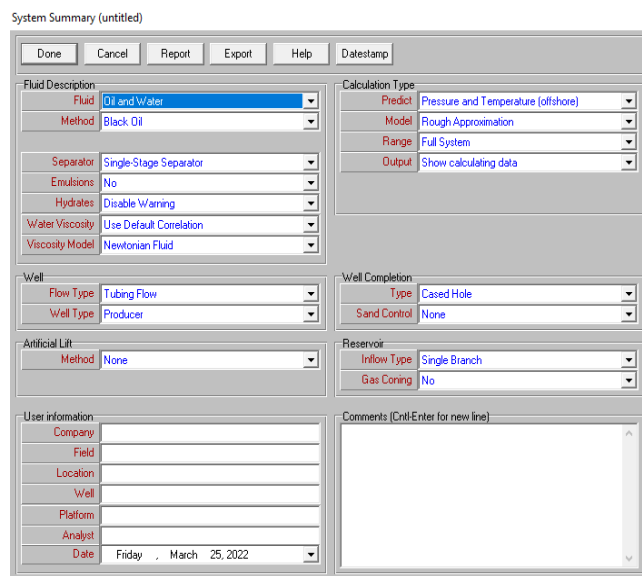 System Summary (untitled)
Done Cancel Report Export Help Datestamp
Fluid Description
Fluid Oil and Water
Method Black Oil
Separator Single-Stage Separator
Emulsions No
Hydrates Disable Warning
Water Viscosity Use Default Correlation
Viscosity Model Newtonian Fluid
Calculation Type
Predict Pressure and Temperature (offshore)
Model Rough Approximation
Range Full System
Output Show calculating data
Well
Flow Type Tubing Flow
Well Type Producer
Well Completion
Type Cased Hole
Sand Control None
Artificial Lift
Method None
Reservoir
Inflow Type Single Branch
Gas Coning No
User information
Company
Field
Location
Well
Platform
Analyst
Date Friday , March 25, 2022
Comments (Cntl-Enter for new line)